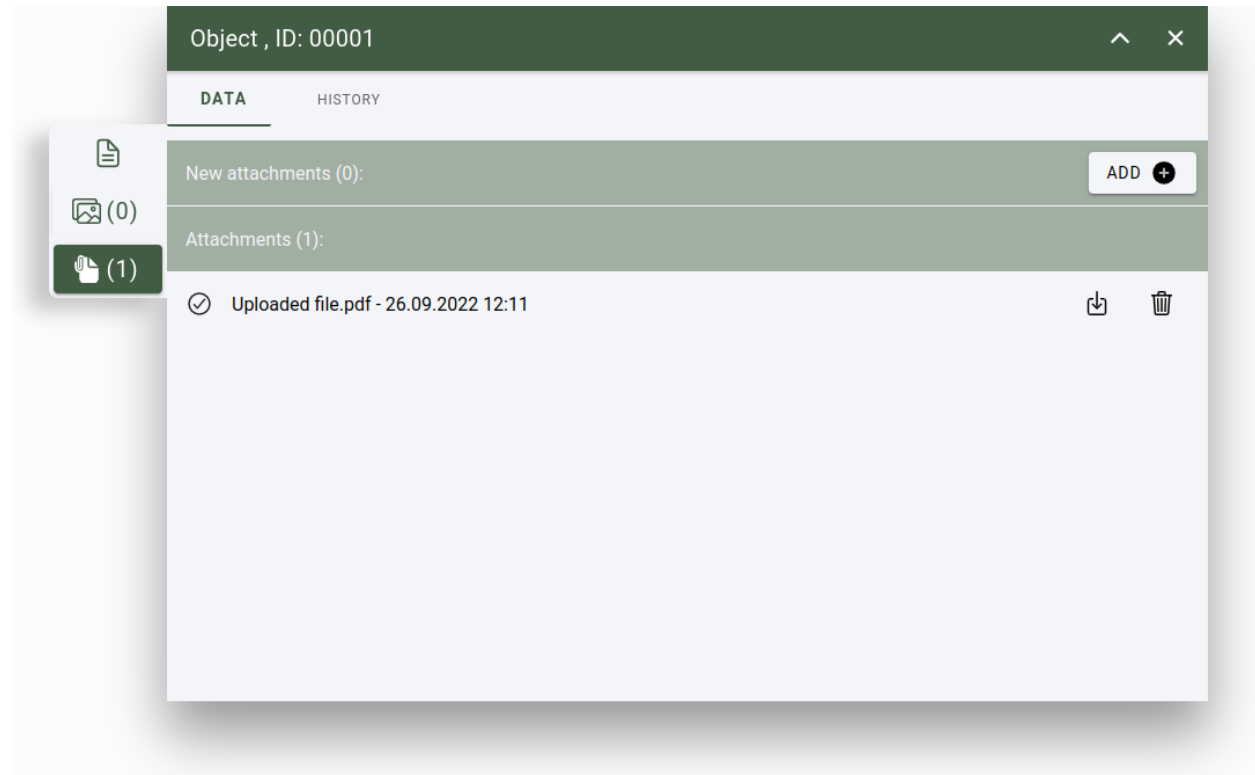 Object , ID: 00001
DATA
HISTORY
(0)
(1)
New attachments (0):
ADD
Attachments (1):
Uploaded file.pdf - 26.09.2022 12:11